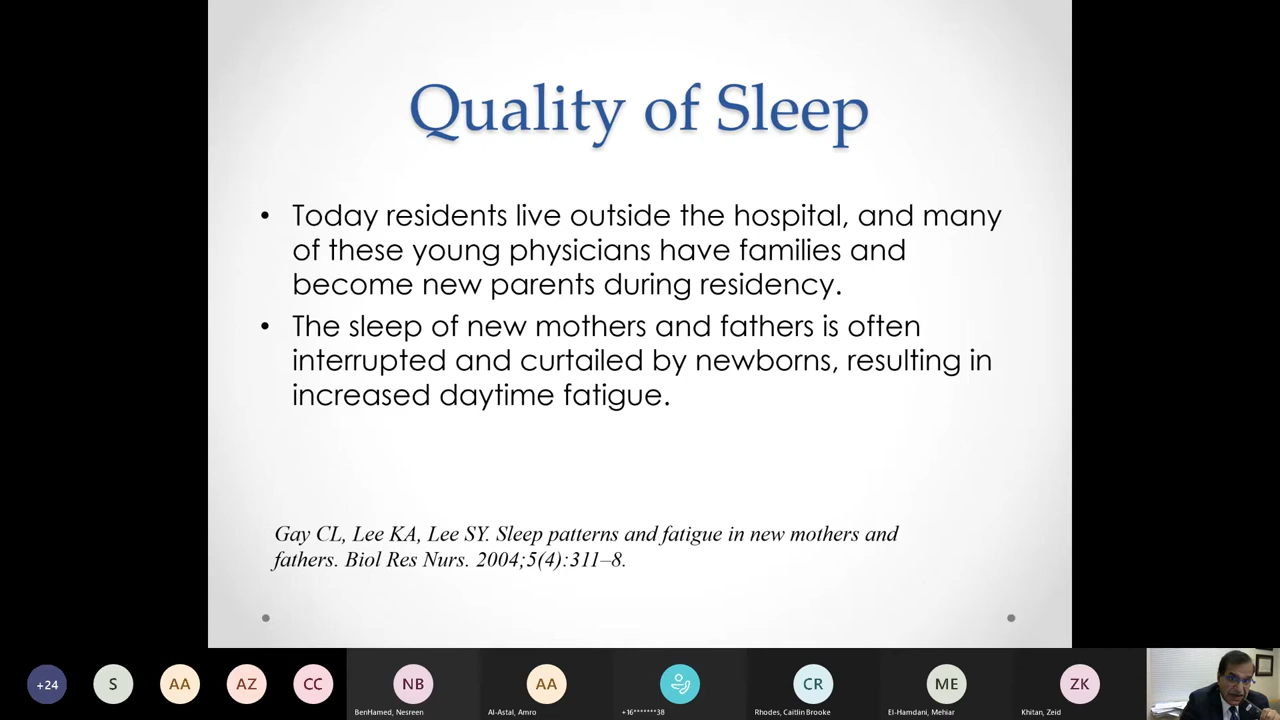 Quality of Sleep
• Today residents live outside the hospital, and many
of these young physicians have families and
become new parents during residency.
• The sleep of new mothers and fathers is often
interrupted and curtailed by newborns, resulting in
increased daytime fatigue.
Gay CL, Lee KA, Lee SY. Sleep patterns and fatigue in new mothers and
fathers. Biol Res Nurs. 2004;5(4):311–8.
+24 S AA AZ CC NB AA CR ME ZK
BenHamed, Nesreen Al-Astal, Amro +16*******38 Rhodes, Caitlin Brooke El-Hamdani, Mehiar Khitan, Zeid